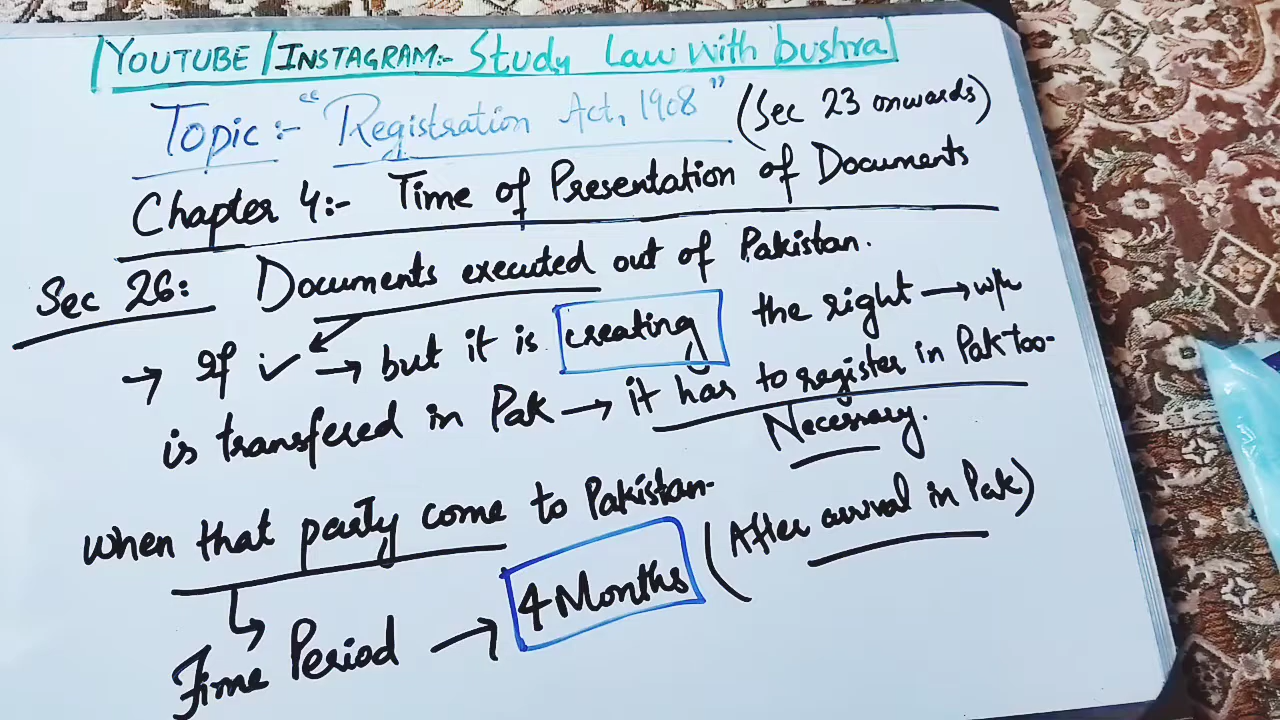 YOUTUBE / INSTAGRAM:- Study Law with bushra
Topic:- "Registration Act, 1908" (Sec 23 onwards)
Chapter 4:- Time of Presentation of Documents
Sec 26: Documents executed out of Pakistan.
→ If ✓ → but it is creating the right → w/h
is transfered in Pak → it has to register in Pak too.
Necessary.
when that party come to Pakistan.
Time Period → 4 Months (After arrival in Pak)